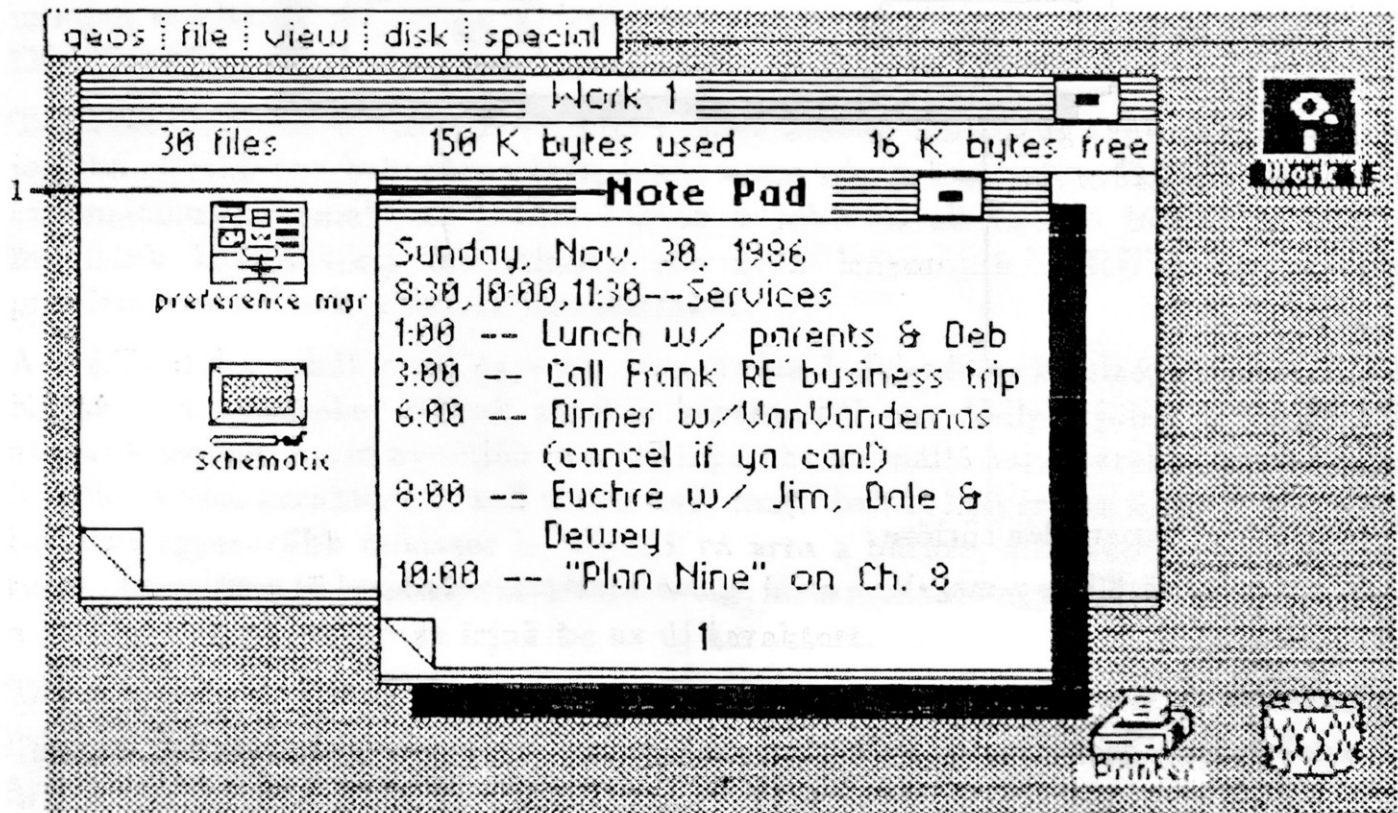 geos file view disk special
Work 1
30 files 150 K bytes used 16 K bytes free
Work 1
1
Note Pad
preference mgr
Schematic
Sunday, Nov. 30, 1986
8:30,10:00,11:30--Services
1:00 -- Lunch w/ parents & Deb
3:00 -- Call Frank RE business trip
6:00 -- Dinner w/VanVandemas
(cancel if ya can!)
8:00 -- Euchre w/ Jim, Dale &
Dewey
10:00 -- "Plan Nine" on Ch. 8
1
Printer